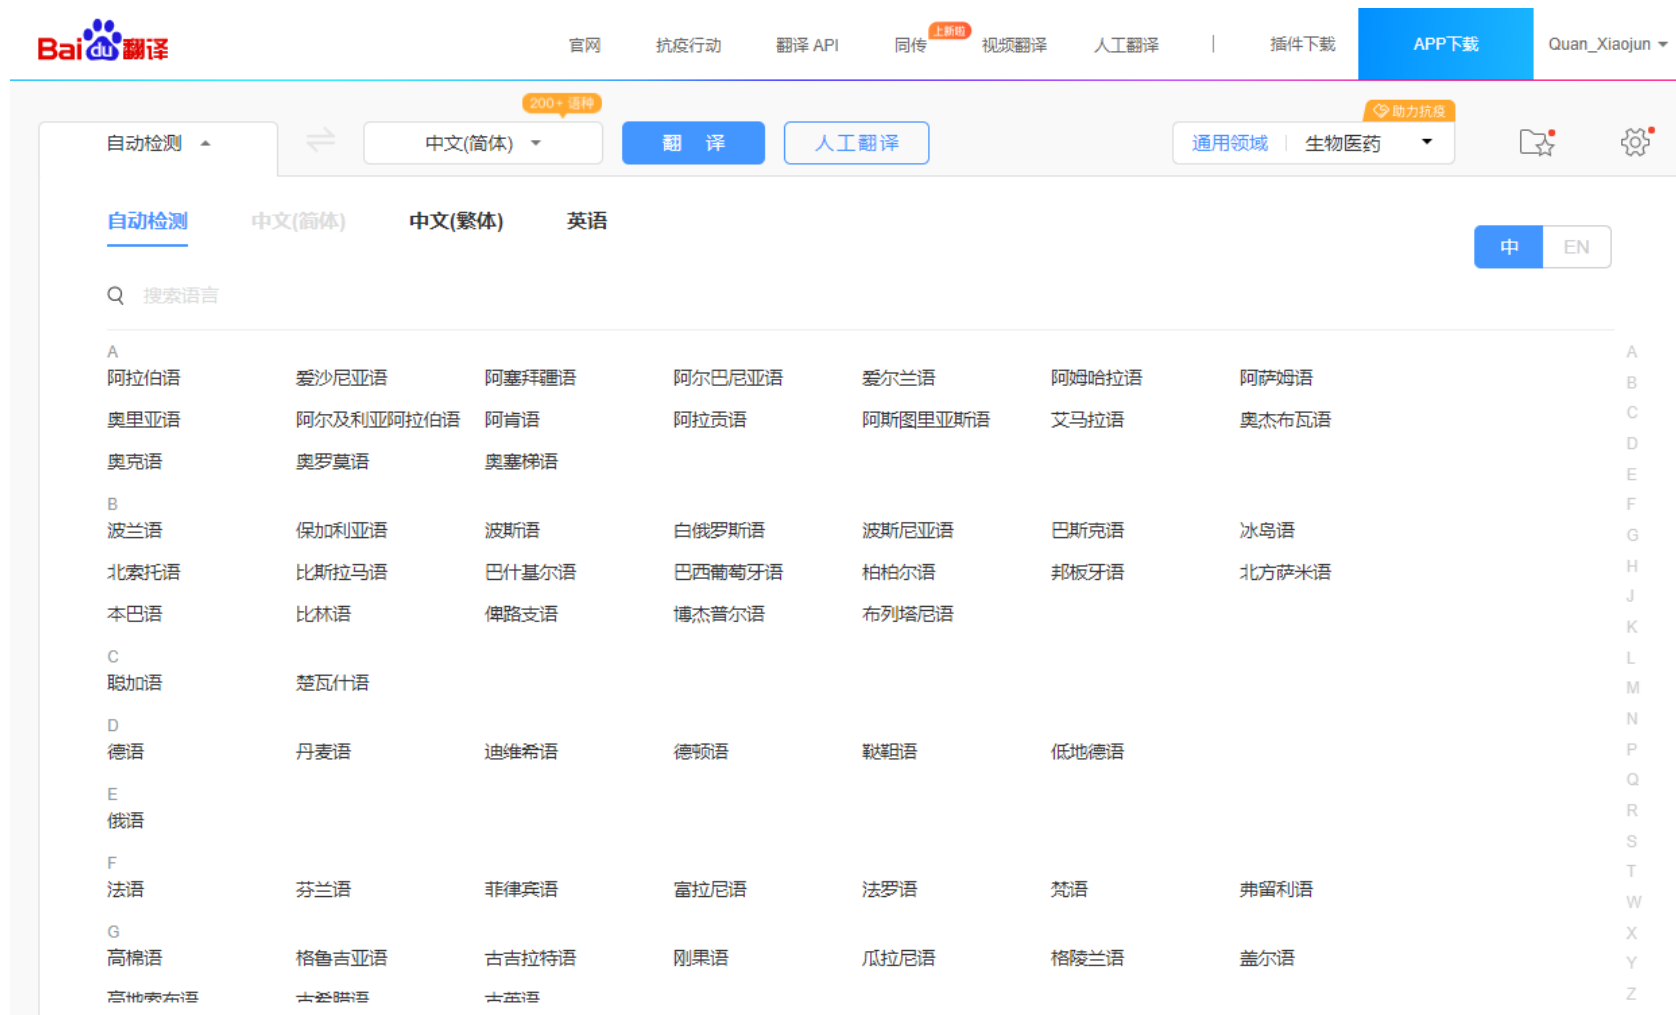 Bai du 翻译
官网 抗疫行动 翻译 API 同传 上新啦 视频翻译 人工翻译 | 插件下载 APP下载 Quan_Xiaojun
200+ 语种
助力抗疫
自动检测 中文(简体) 翻 译 人工翻译 通用领域 生物医药
自动检测 中文(简体) 中文(繁体) 英语
中 EN
搜索语言
A
阿拉伯语 爱沙尼亚语 阿塞拜疆语 阿尔巴尼亚语 爱尔兰语 阿姆哈拉语 阿萨姆语
奥里亚语 阿尔及利亚阿拉伯语 阿肯语 阿拉贡语 阿斯图里亚斯语 艾马拉语 奥杰布瓦语
奥克语 奥罗莫语 奥塞梯语
B
波兰语 保加利亚语 波斯语 白俄罗斯语 波斯尼亚语 巴斯克语 冰岛语
北索托语 比斯拉马语 巴什基尔语 巴西葡萄牙语 柏柏尔语 邦板牙语 北方萨米语
本巴语 比林语 俾路支语 博杰普尔语 布列塔尼语
C
聪加语 楚瓦什语
D
德语 丹麦语 迪维希语 德顿语 鞑靼语 低地德语
E
俄语
F
法语 芬兰语 菲律宾语 富拉尼语 法罗语 梵语 弗留利语
G
高棉语 格鲁吉亚语 古吉拉特语 刚果语 瓜拉尼语 格陵兰语 盖尔语
高地索布语 古希腊语 古英语
A
B
C
D
E
F
G
H
J
K
L
M
N
P
Q
R
S
T
W
X
Y
Z